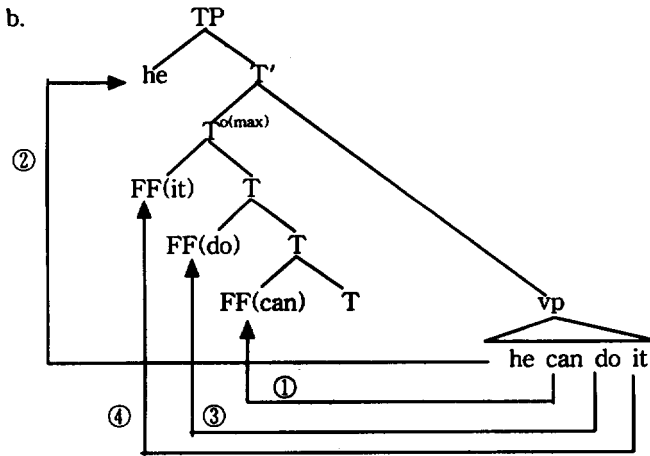 b.
TP
he T′
T⁰⁽ᵐᵃˣ⁾
②
FF(it) T
FF(do) T
FF(can) T
vp
he can do it
①
④ ③